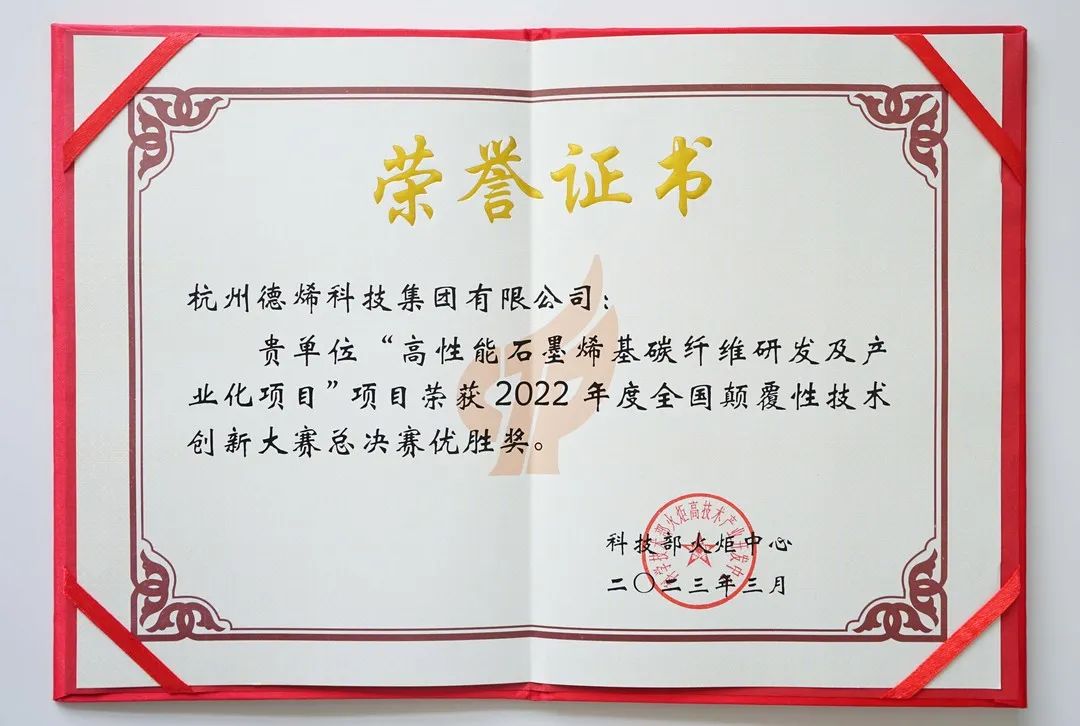 荣誉证书
杭州德烯科技集团有限公司：
贵单位“高性能石墨烯基碳纤维研发及产
业化项目”项目荣获2022年度全国颠覆性技术
创新大赛总决赛优胜奖。
科技部火炬中心
二〇二三年三月